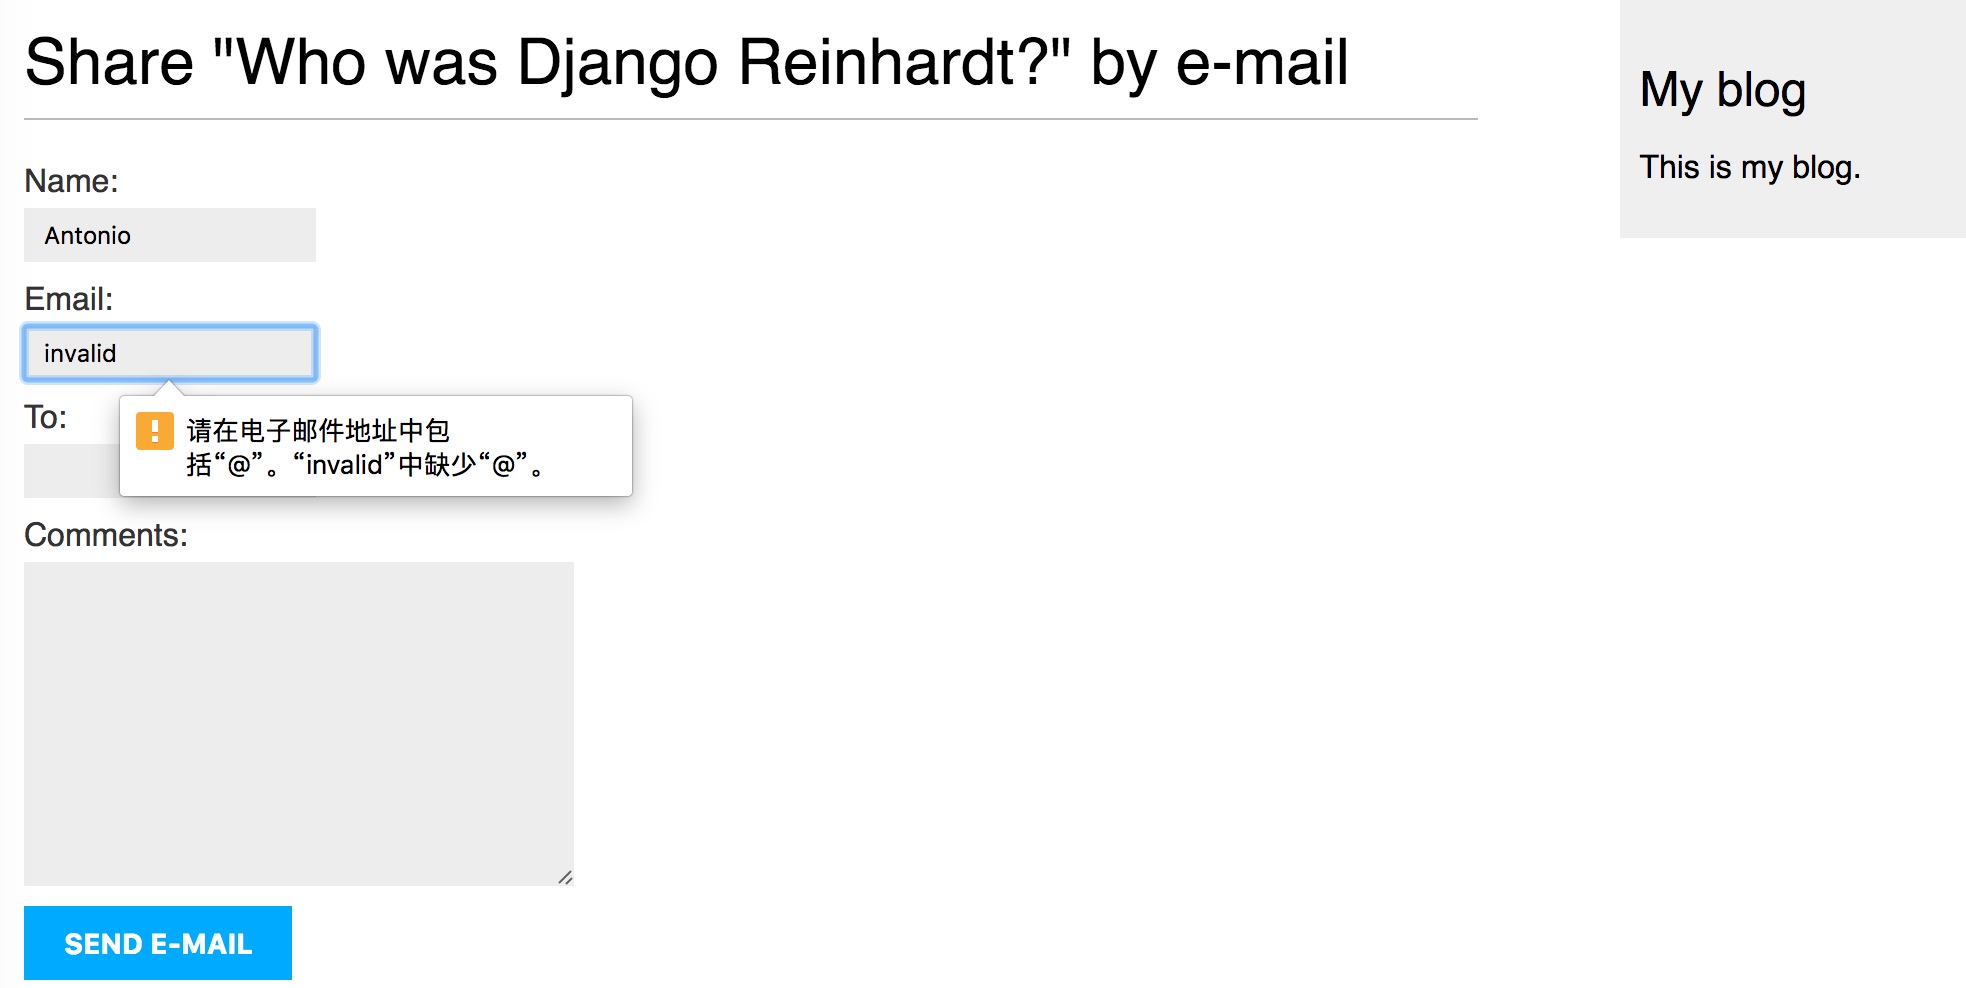 Share "Who was Django Reinhardt?" by e-mail
Name:
Antonio
Email:
invalid
请在电子邮件地址中包
括“@”。“invalid”中缺少“@”。
To:
Comments:
SEND E-MAIL
My blog
This is my blog.